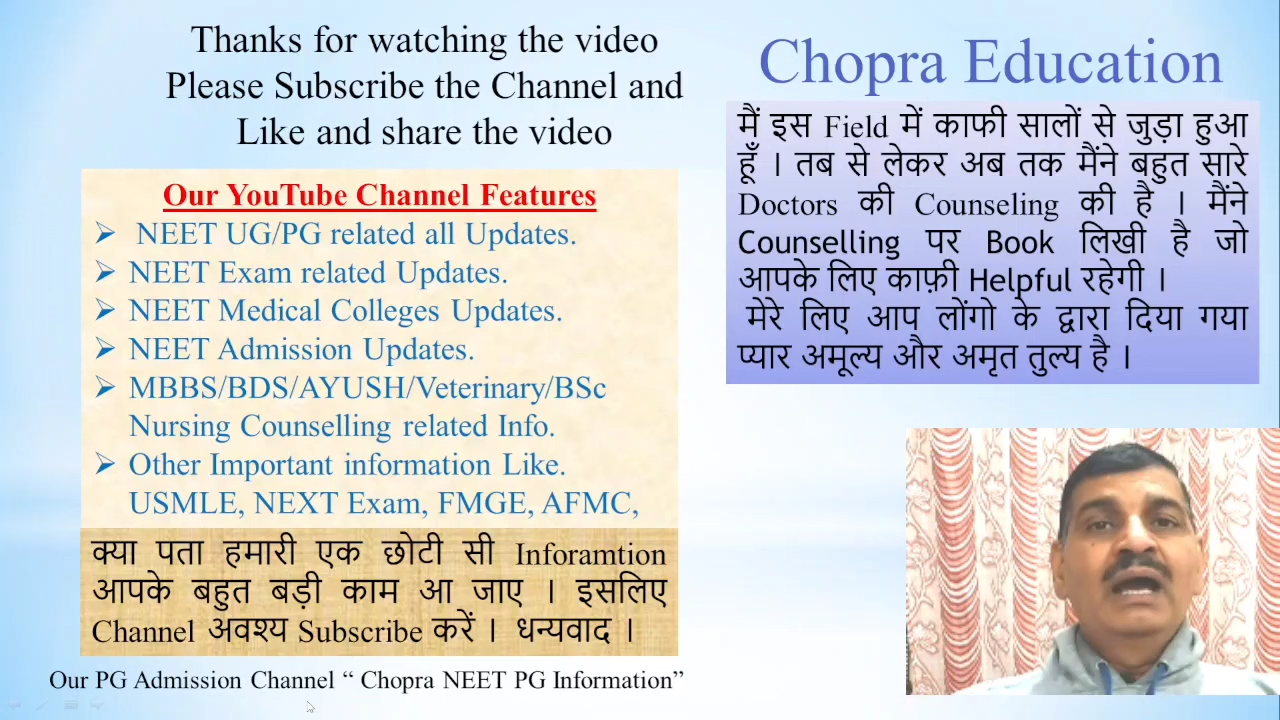 Thanks for watching the video
Please Subscribe the Channel and
Like and share the video
Our YouTube Channel Features
➢ NEET UG/PG related all Updates.
➢ NEET Exam related Updates.
➢ NEET Medical Colleges Updates.
➢ NEET Admission Updates.
➢ MBBS/BDS/AYUSH/Veterinary/BSc
Nursing Counselling related Info.
➢ Other Important information Like.
USMLE, NEXT Exam, FMGE, AFMC,
क्या पता हमारी एक छोटी सी Inforamtion
आपके बहुत बड़ी काम आ जाए । इसलिए
Channel अवश्य Subscribe करें । धन्यवाद ।
Our PG Admission Channel “ Chopra NEET PG Information”
Chopra Education
मैं इस Field में काफी सालों से जुड़ा हुआ
हूँ । तब से लेकर अब तक मैंने बहुत सारे
Doctors की Counseling की है । मैंने
Counselling पर Book लिखी है जो
आपके लिए काफ़ी Helpful रहेगी ।
मेरे लिए आप लोंगो के द्वारा दिया गया
प्यार अमूल्य और अमृत तुल्य है ।